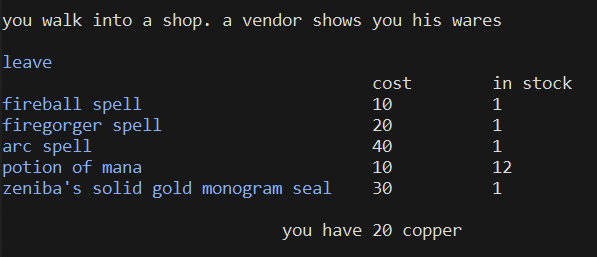 you walk into a shop. a vendor shows you his wares
leave
cost in stock
fireball spell 10 1
firegorger spell 20 1
arc spell 40 1
potion of mana 10 12
zeniba's solid gold monogram seal 30 1
you have 20 copper